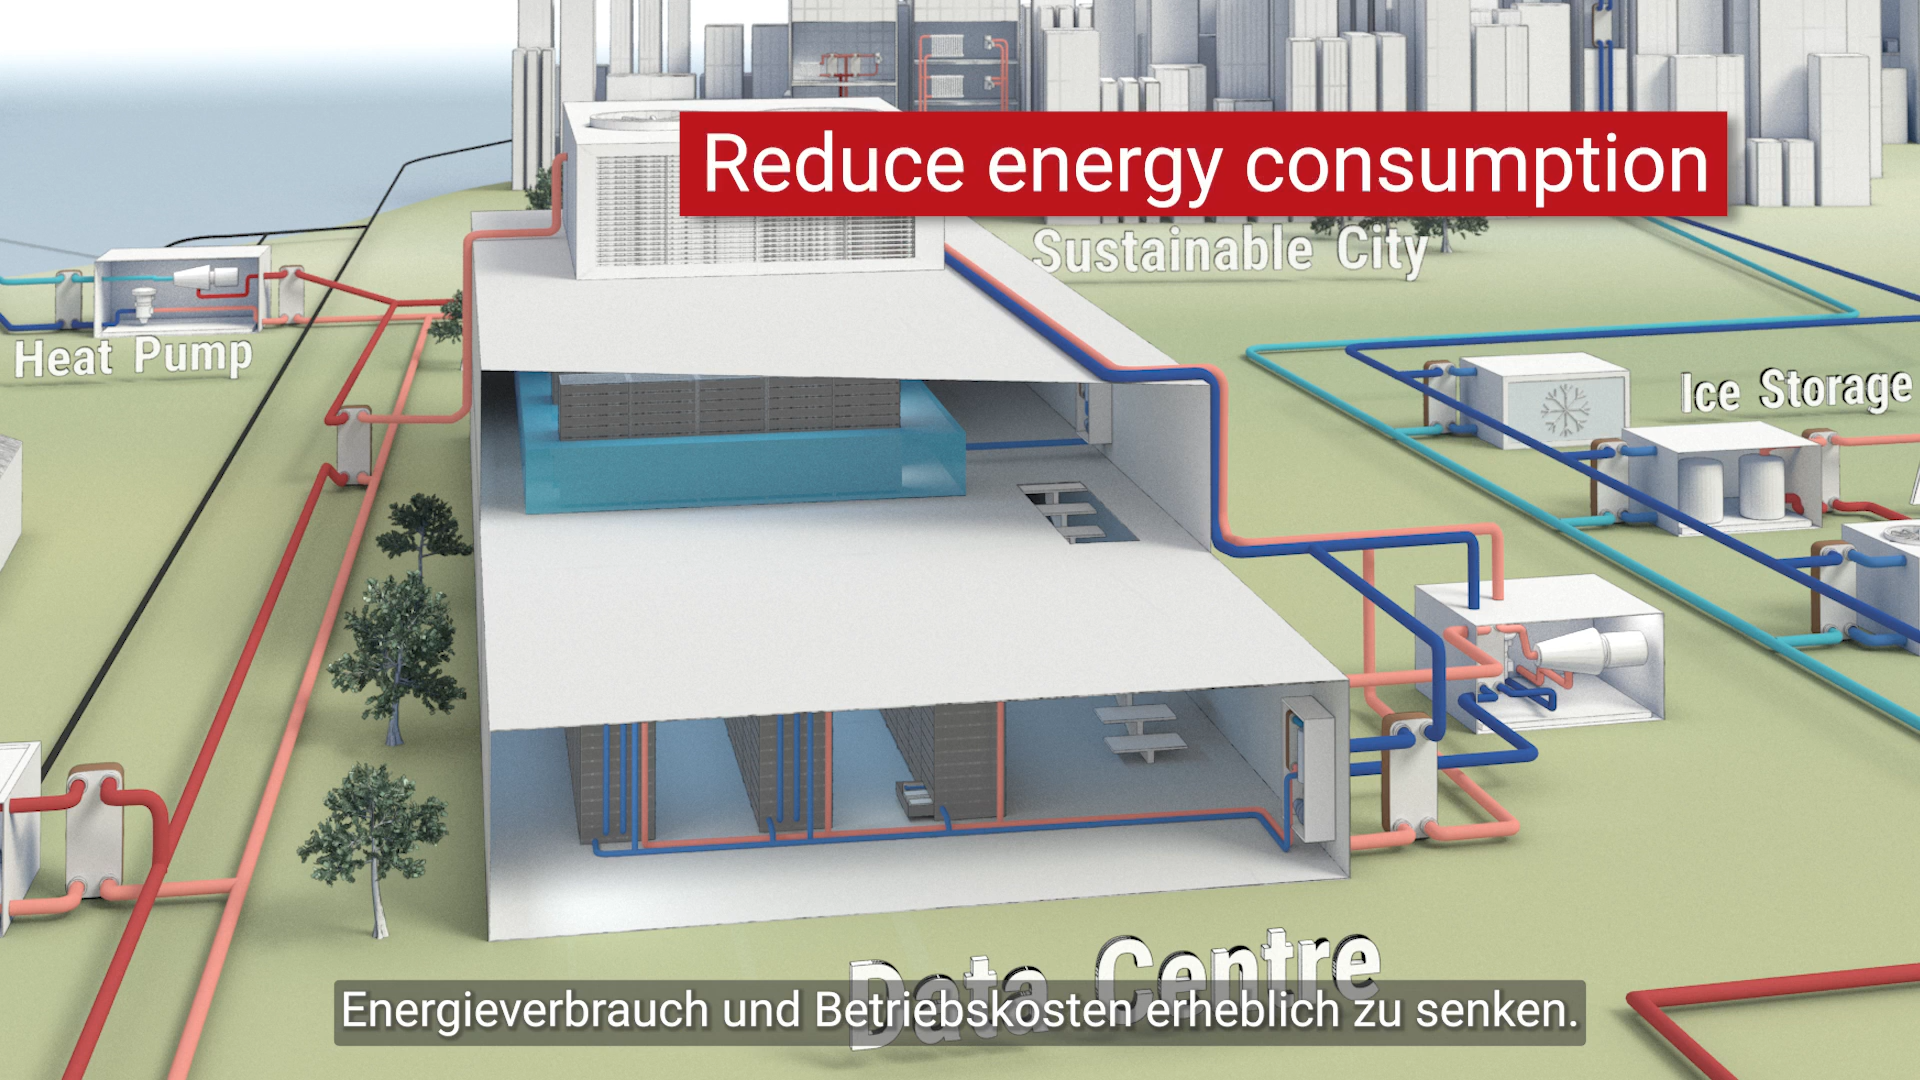 Reduce energy consumption
Sustainable City
Heat Pump
Ice Storage
Data Centre
Energieverbrauch und Betriebskosten erheblich zu senken.